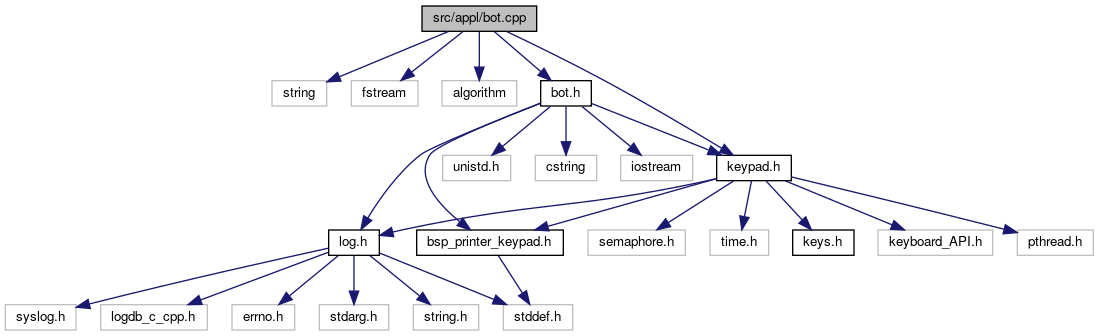 src/appl/bot.cpp
string
fstream
algorithm
bot.h
unistd.h
cstring
iostream
keypad.h
log.h
bsp_printer_keypad.h
semaphore.h
time.h
keys.h
keyboard_API.h
pthread.h
syslog.h
logdb_c_cpp.h
errno.h
stdarg.h
string.h
stddef.h